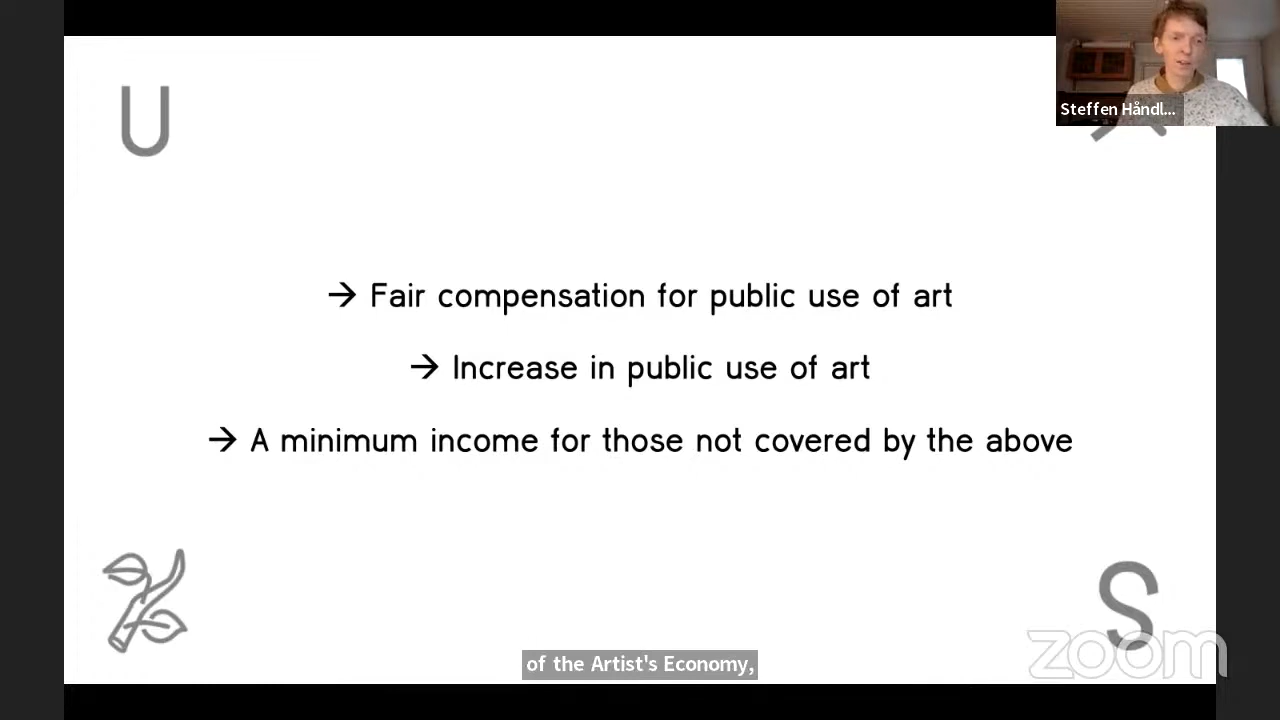 U
Steffen Håndl...
→ Fair compensation for public use of art
→ Increase in public use of art
→ A minimum income for those not covered by the above
S
zoom
of the Artist's Economy,